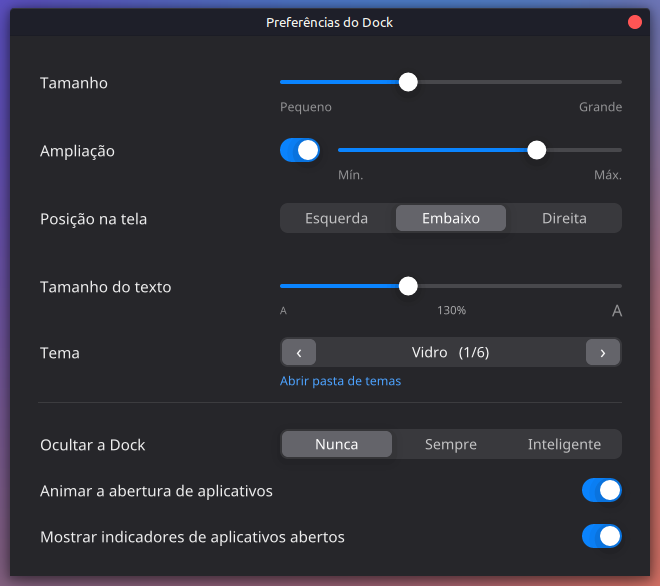 Preferências do Dock
Tamanho
Pequeno Grande
Ampliação
Mín. Máx.
Posição na tela Esquerda Embaixo Direita
Tamanho do texto
A 130% A
Tema ‹ Vidro (1/6) ›
Abrir pasta de temas
Ocultar a Dock Nunca Sempre Inteligente
Animar a abertura de aplicativos
Mostrar indicadores de aplicativos abertos